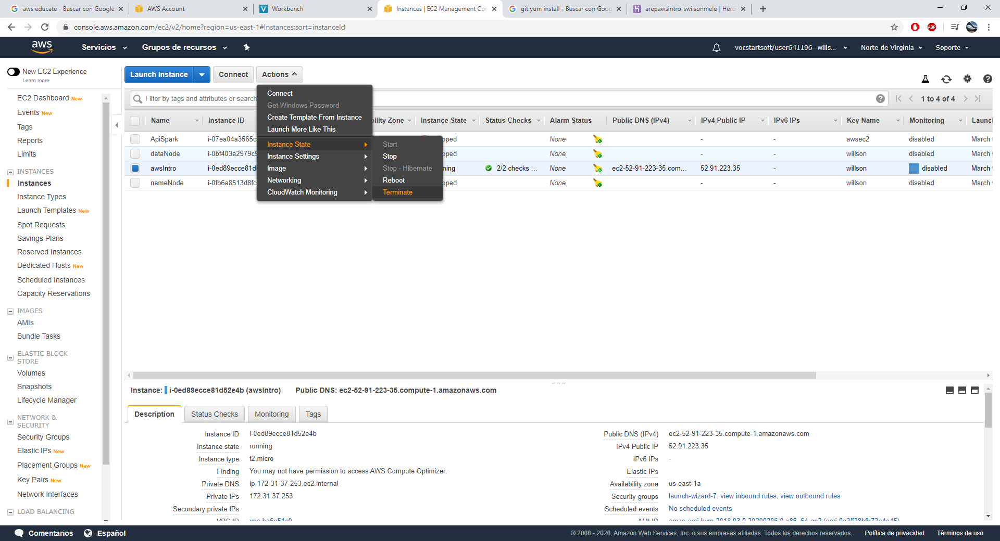 aws educate - Buscar con Google
AWS Account
Workbench
Instances | EC2 Management Con
git yum install - Buscar con Goog
arepawsintro-swilsonmelo | Hero
console.aws.amazon.com/ec2/v2/home?region=us-east-1#Instances:sort=instanceId
ABP
aws
Servicios
Grupos de recursos
vocstartsoft/user641196=wills...
Norte de Virginia
Soporte
New EC2 Experience
Learn more
Launch Instance
Connect
Actions
EC2 Dashboard New
Events New
Tags
Reports
Limits
INSTANCES
Instances
Instance Types
Launch Templates New
Spot Requests
Savings Plans
Reserved Instances
Dedicated Hosts New
Scheduled Instances
Capacity Reservations
IMAGES
AMIs
Bundle Tasks
ELASTIC BLOCK
STORE
Volumes
Snapshots
Lifecycle Manager
NETWORK &
SECURITY
Security Groups
Elastic IPs New
Placement Groups New
Key Pairs New
Network Interfaces
LOAD BALANCING
Filter by tags and attributes or search
1 to 4 of 4
Connect
Get Windows Password
Create Template From Instance
Launch More Like This
Instance State
Instance Settings
Image
Networking
CloudWatch Monitoring
Start
Stop
Stop - Hibernate
Reboot
Terminate
Name Instance ID bility Zone Instance State Status Checks Alarm Status Public DNS (IPv4) IPv4 Public IP IPv6 IPs Key Name Monitoring Launc
ApiSpark i-07ea04a3565c pped None - - awsec2 disabled March
dataNode i-0bf403a2979c9 pped None - - willson disabled March
awsIntro i-0ed89ecce81d5 ning 2/2 checks ... None ec2-52-91-223-35.com... 52.91.223.35 - willson disabled March
nameNode i-0fb6a8513d8fc pped None - - willson disabled March
Instance: i-0ed89ecce81d52e4b (awsIntro) Public DNS: ec2-52-91-223-35.compute-1.amazonaws.com
Description
Status Checks
Monitoring
Tags
Instance ID i-0ed89ecce81d52e4b
Instance state running
Instance type t2.micro
Finding You may not have permission to access AWS Compute Optimizer.
Private DNS ip-172-31-37-253.ec2.internal
Private IPs 172.31.37.253
Secondary private IPs
VPC ID
Public DNS (IPv4) ec2-52-91-223-35.compute-1.amazonaws.com
IPv4 Public IP 52.91.223.35
IPv6 IPs -
Elastic IPs
Availability zone us-east-1a
Security groups launch-wizard-7. view inbound rules. view outbound rules
Scheduled events No scheduled events
AMI ID
Comentarios
Español
© 2008 - 2020, Amazon Web Services, Inc. o sus empresas afiliadas. Todos los derechos reservados.
Política de privacidad
Términos de uso